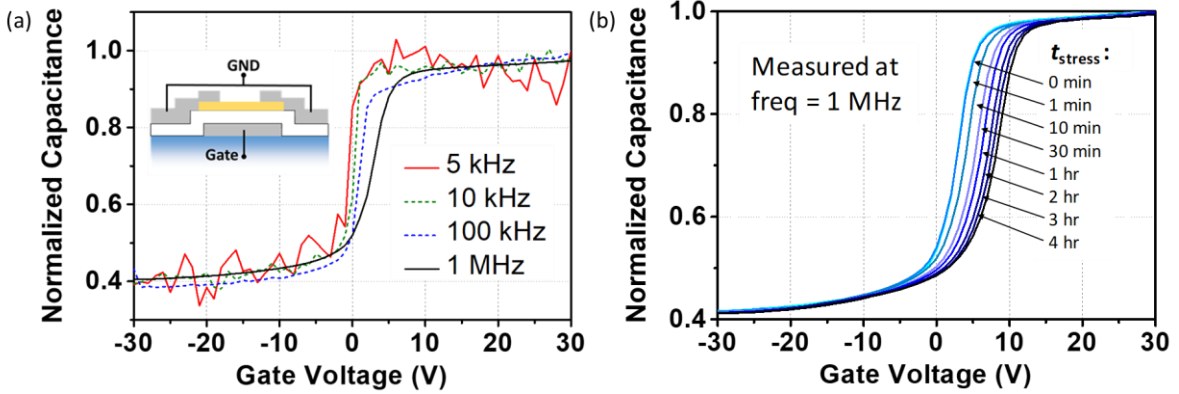 (a)
Normalized Capacitance
1.0
0.8
0.6
0.4
GND
Gate
5 kHz
10 kHz
100 kHz
1 MHz
-30 -20 -10 0 10 20 30
Gate Voltage (V)
(b)
Normalized Capacitance
1.0
0.8
0.6
0.4
Measured at
freq = 1 MHz
tstress :
0 min
1 min
10 min
30 min
1 hr
2 hr
3 hr
4 hr
-30 -20 -10 0 10 20 30
Gate Voltage (V)